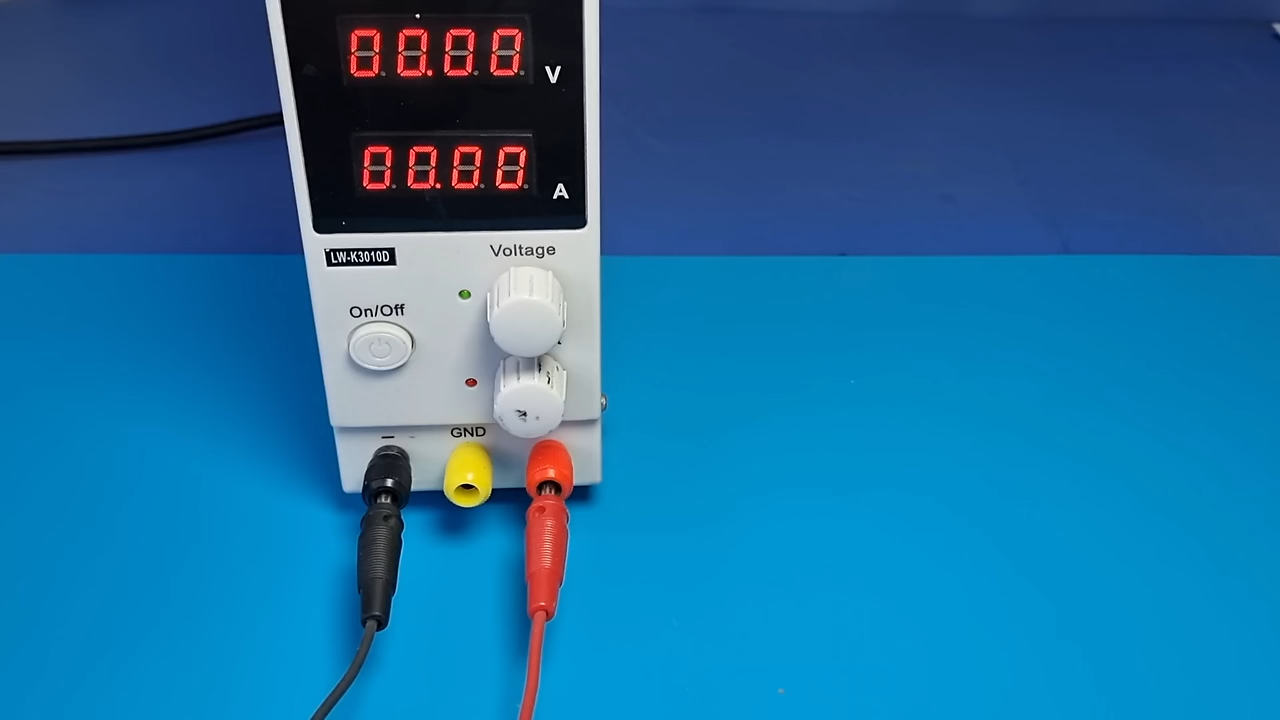 00.00 V
00.00 A
LW-K3010D
Voltage
On/Off
GND
−